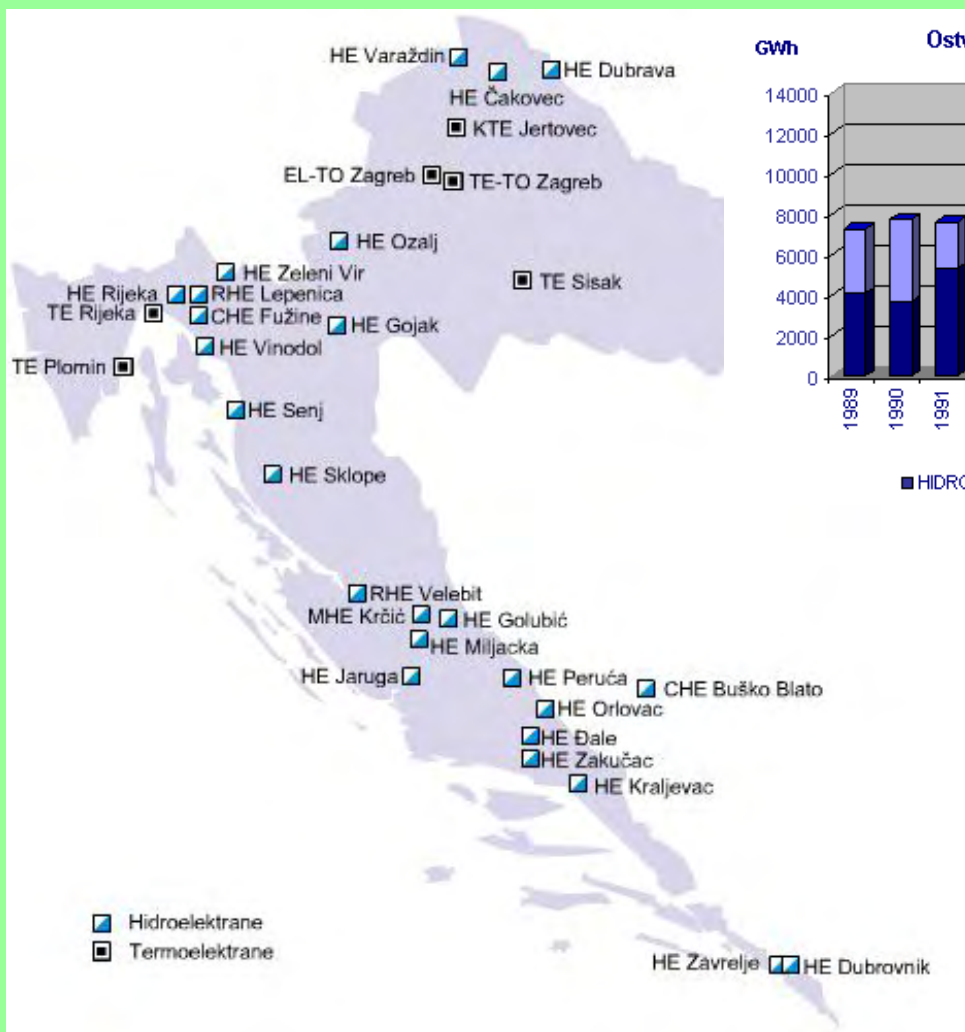 HE Varaždin
HE Dubrava
HE Čakovec
KTE Jertovec
EL-TO Zagreb
TE-TO Zagreb
HE Ozalj
HE Zeleni Vir
TE Sisak
HE Rijeka
RHE Lepenica
TE Rijeka
CHE Fužine
HE Gojak
HE Vinodol
TE Plomin
HE Senj
HE Sklope
RHE Velebit
MHE Krčić
HE Golubić
HE Miljacka
HE Jaruga
HE Peruća
CHE Buško Blato
HE Orlovac
HE Đale
HE Zakučac
HE Kraljevac
Hidroelektrane
Termoelektrane
HE Zavrelje
HE Dubrovnik
GWh
Ostv
14000
12000
10000
8000
6000
4000
2000
0
1989
1990
1991
HIDRO